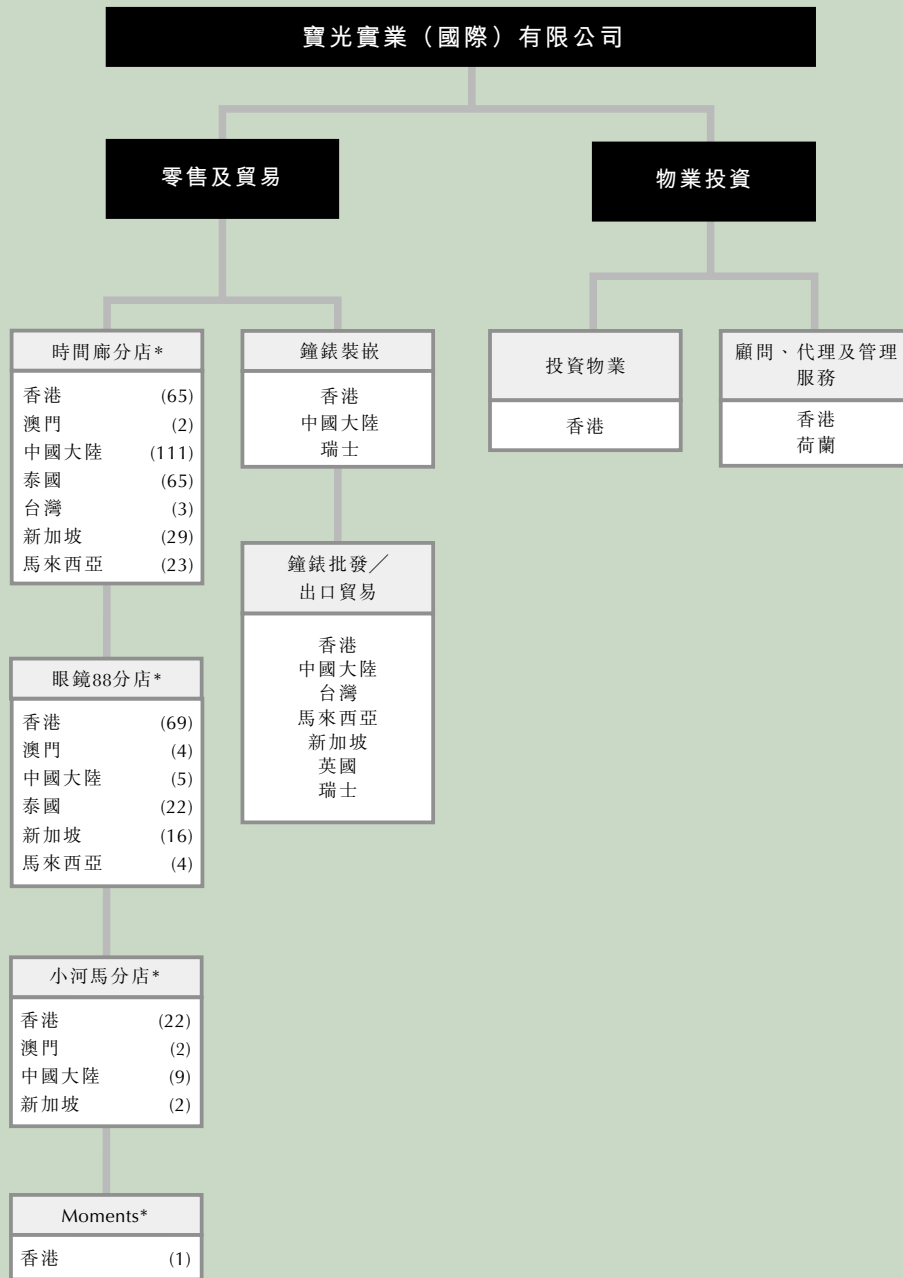 寶光實業（國際）有限公司
零售及貿易
物業投資
時間廊分店*
香港 (65)
澳門 (2)
中國大陸 (111)
泰國 (65)
台灣 (3)
新加坡 (29)
馬來西亞 (23)
眼鏡88分店*
香港 (69)
澳門 (4)
中國大陸 (5)
泰國 (22)
新加坡 (16)
馬來西亞 (4)
小河馬分店*
香港 (22)
澳門 (2)
中國大陸 (9)
新加坡 (2)
Moments*
香港 (1)
鐘錶裝嵌
香港
中國大陸
瑞士
鐘錶批發／
出口貿易
香港
中國大陸
台灣
馬來西亞
新加坡
英國
瑞士
投資物業
香港
顧問、代理及管理
服務
香港
荷蘭